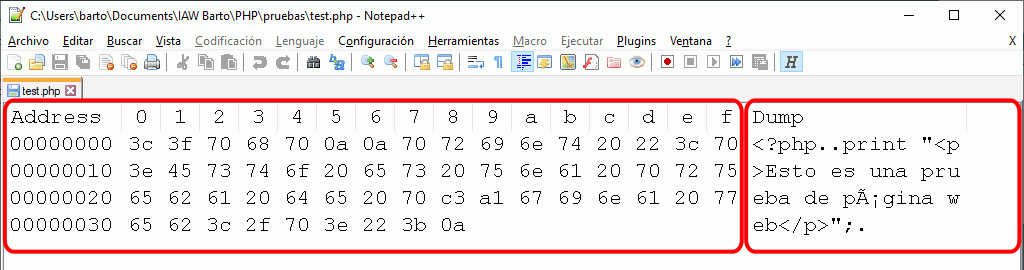 C:\Users\barto\Documents\IAW Barto\PHP\pruebas\test.php - Notepad++
Archivo Editar Buscar Vista Codificación Lenguaje Configuración Herramientas Macro Ejecutar Plugins Ventana ? X
test.php
Address 0 1 2 3 4 5 6 7 8 9 a b c d e f Dump
00000000 3c 3f 70 68 70 0a 0a 70 72 69 6e 74 20 22 3c 70 <?php..print "<p
00000010 3e 45 73 74 6f 20 65 73 20 75 6e 61 20 70 72 75 >Esto es una pru
00000020 65 62 61 20 64 65 20 70 c3 a1 67 69 6e 61 20 77 eba de pÃ¡gina w
00000030 65 62 3c 2f 70 3e 22 3b 0a eb</p>";.